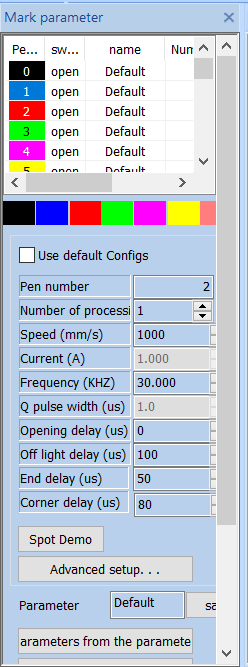 Mark parameter
Pe... sw... name Num
0 open Default
1 open Default
2 open Default
3 open Default
4 open Default
5 open Default
Use default Configs
Pen number 2
Number of processi 1
Speed (mm/s) 1000
Current (A) 1.000
Frequency (KHZ) 30.000
Q pulse width (us) 1.0
Opening delay (us) 0
Off light delay (us) 100
End delay (us) 50
Corner delay (us) 80
Spot Demo
Advanced setup. . .
Parameter Default sa
arameters from the paramete